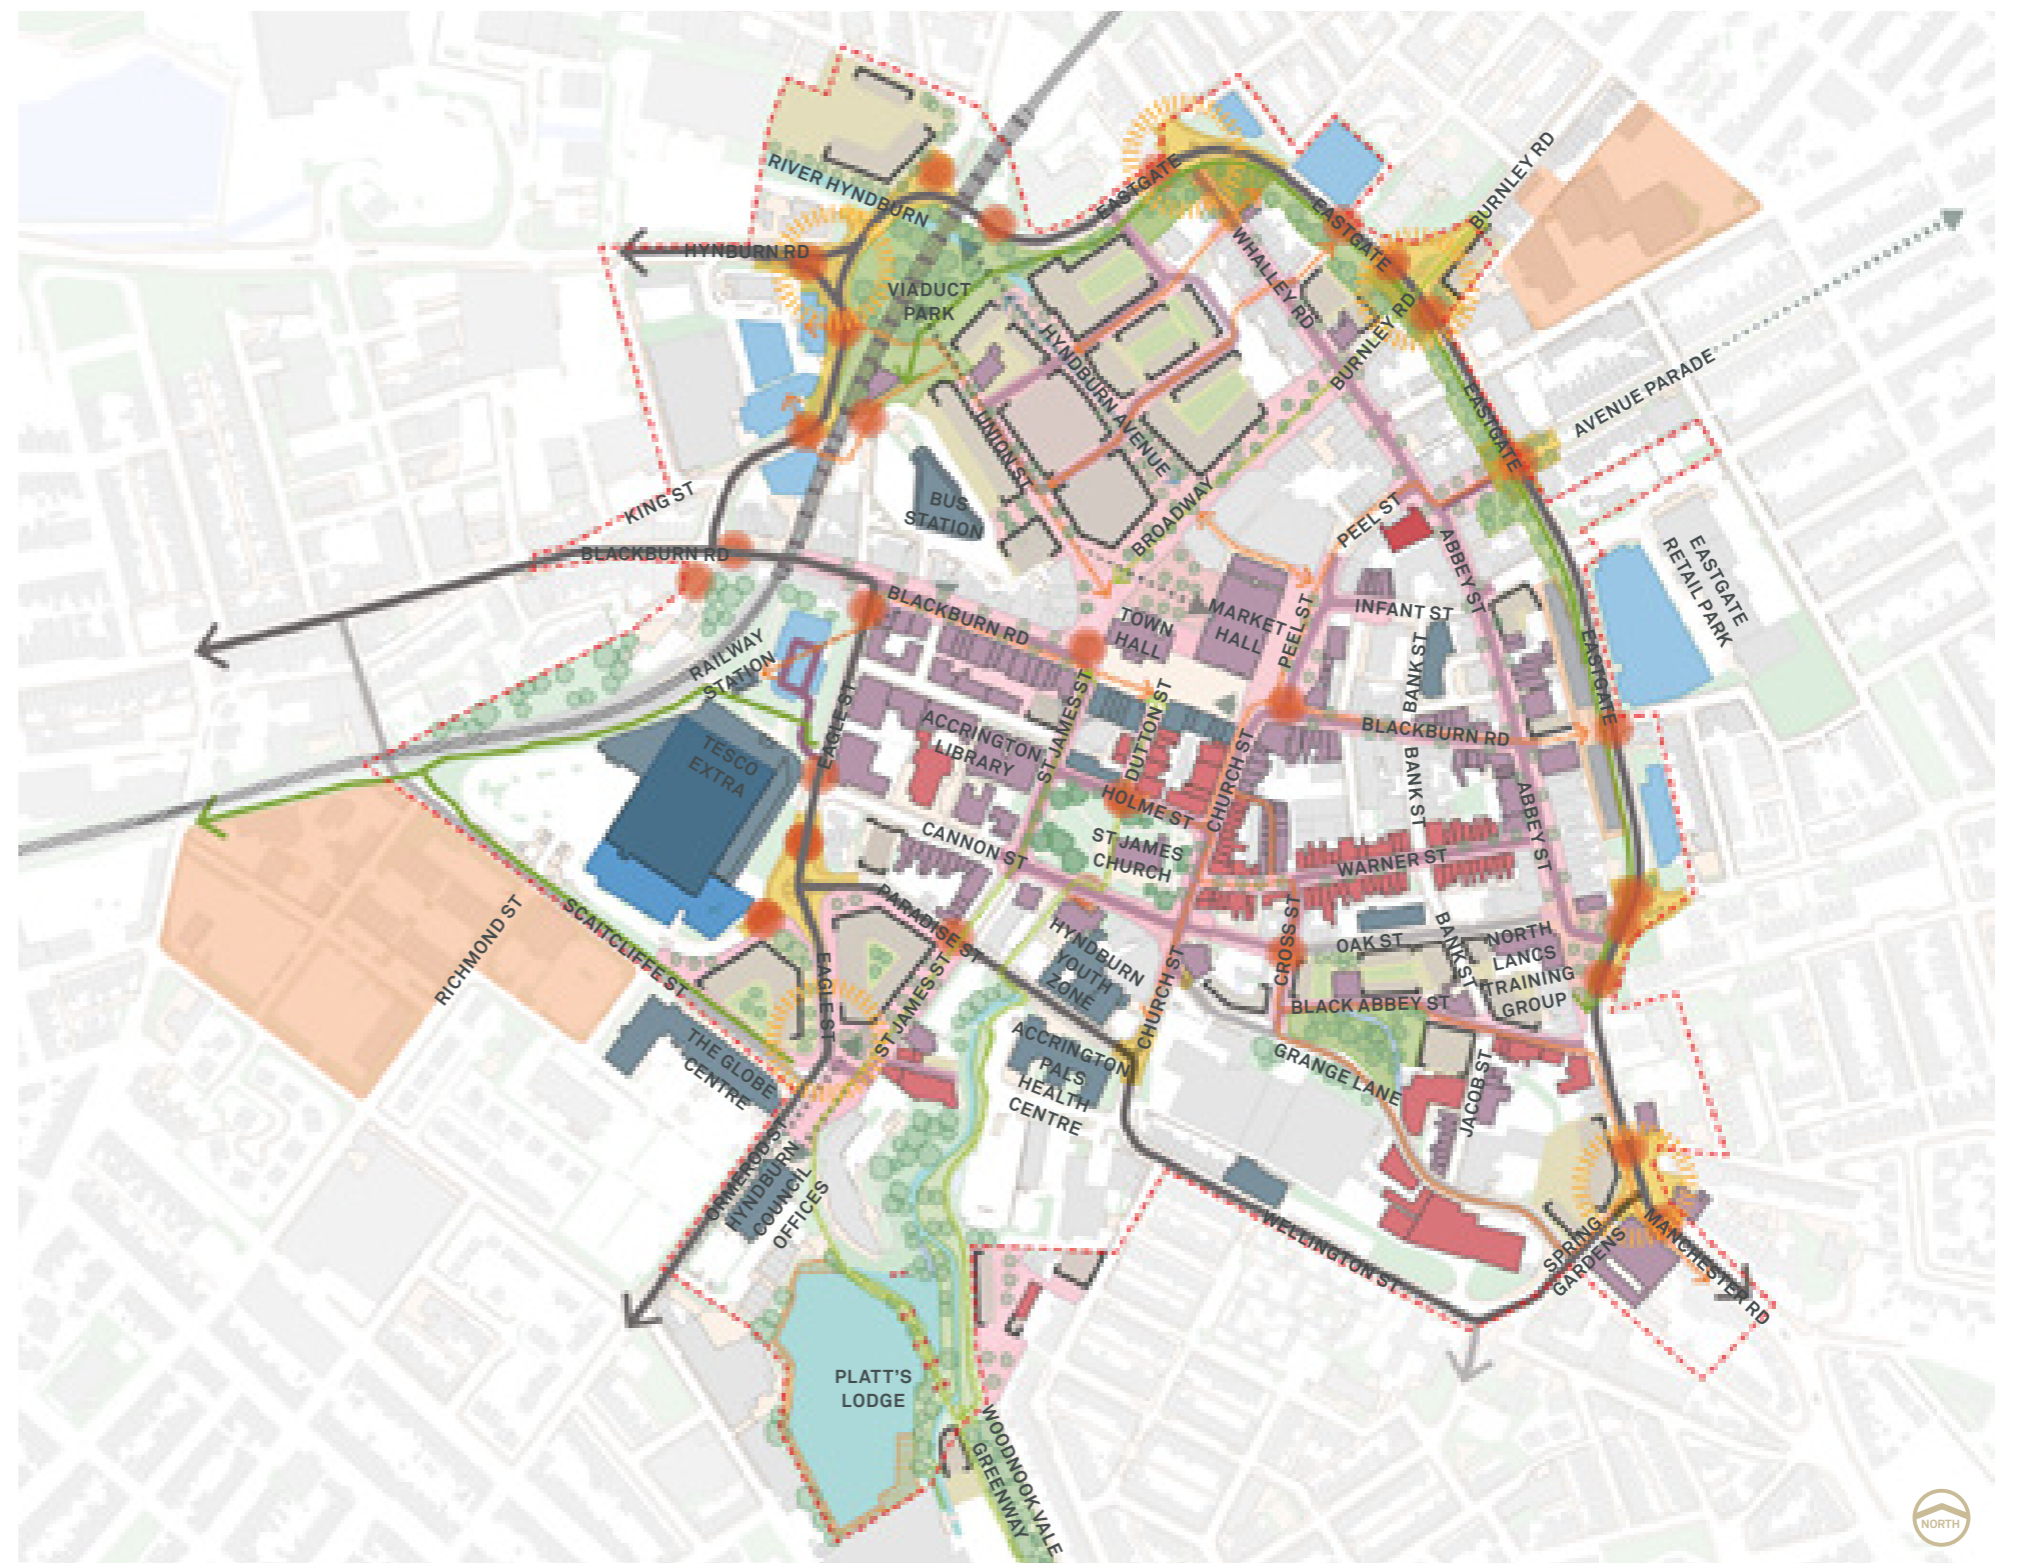 RIVER HYNDBURN
HYNBURN RD
VIADUCT
PARK
EASTGATE
EASTGATE
BURNLEY RD
WHALLEY RD
BURNLEY RD
HYNDBURN AVENUE
UNION ST
EASTGATE
AVENUE PARADE
BUS
STATION
BROADWAY
PEEL ST
KING ST
BLACKBURN RD
ABBEY ST
EASTGATE
RETAIL PARK
BLACKBURN RD
TOWN
HALL
MARKET
HALL
PEEL ST
INFANT ST
BANK ST
EASTGATE
RAILWAY
STATION
EAGLE ST
ACCRINGTON
LIBRARY
ST JAMES ST
DUTTON ST
CHURCH ST
BLACKBURN RD
BANK ST
ABBEY ST
TESCO
EXTRA
HOLME ST
CANNON ST
ST JAMES
CHURCH
WARNER ST
SCAITCLIFFE ST
RICHMOND ST
PARADISE ST
EAGLE ST
ST JAMES ST
HYNDBURN
YOUTH
ZONE
CHURCH ST
CROSS ST
OAK ST
BANK ST
NORTH
LANCS
TRAINING
GROUP
BLACK ABBEY ST
THE GLOBE
CENTRE
ACCRINGTON
PALS
HEALTH
CENTRE
GRANGE LANE
JACOB ST
ORMEROD ST
HYNDBURN
COUNCIL
OFFICES
WELLINGTON ST
SPRING
GARDENS
MANCHESTER RD
PLATT'S
LODGE
WOODNOOK VALE
GREENWAY
NORTH